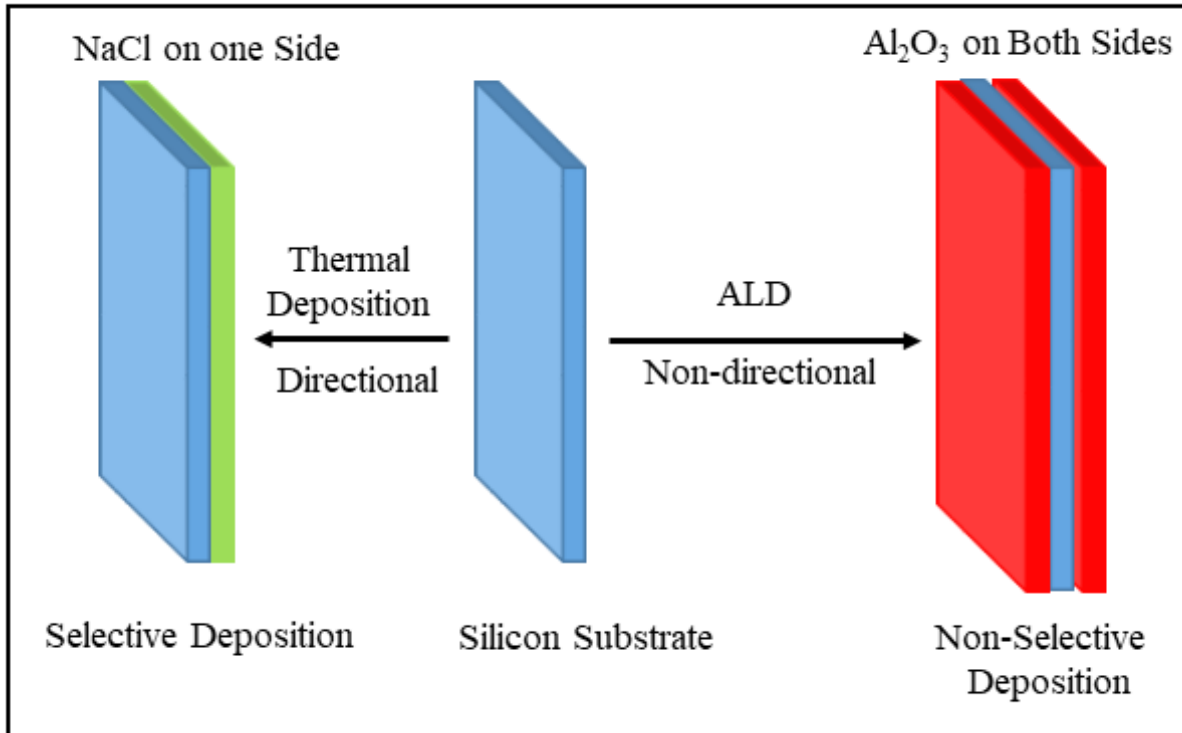 NaCl on one Side
Al₂O₃ on Both Sides
Thermal
Deposition
Directional
ALD
Non-directional
Selective Deposition
Silicon Substrate
Non-Selective
Deposition